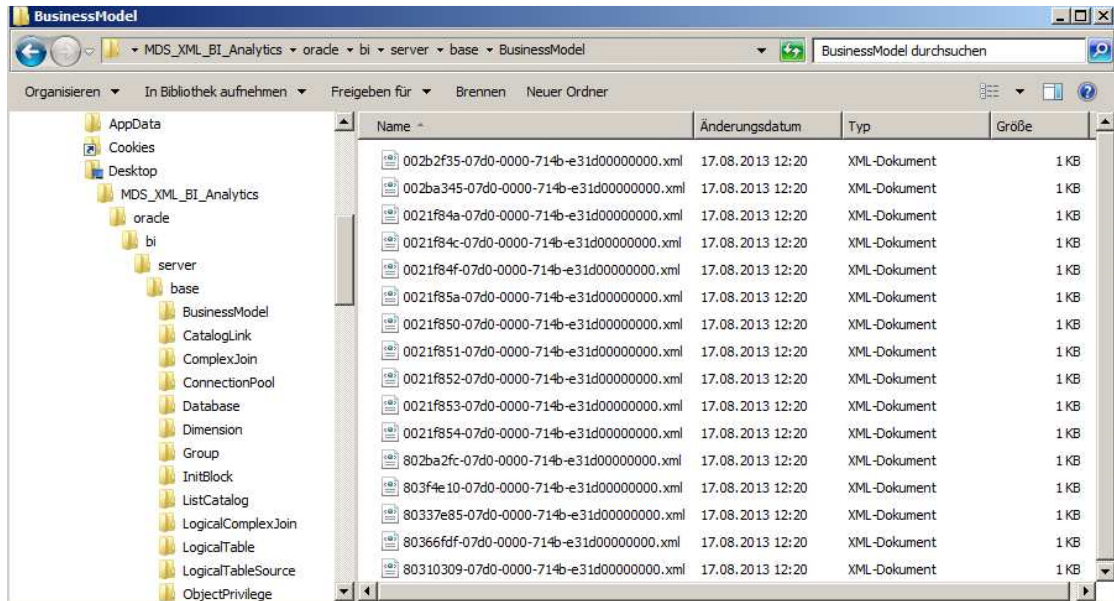 BusinessModel
MDS_XML_BI_Analytics oracle bi server base BusinessModel BusinessModel durchsuchen
Organisieren In Bibliothek aufnehmen Freigeben für Brennen Neuer Ordner
AppData
Cookies
Desktop
MDS_XML_BI_Analytics
oracle
bi
server
base
BusinessModel
CatalogLink
ComplexJoin
ConnectionPool
Database
Dimension
Group
InitBlock
ListCatalog
LogicalComplexJoin
LogicalTable
LogicalTableSource
ObjectPrivilege
Name Änderungsdatum Typ Größe
002b2f35-07d0-0000-714b-e31d00000000.xml 17.08.2013 12:20 XML-Dokument 1 KB
002ba345-07d0-0000-714b-e31d00000000.xml 17.08.2013 12:20 XML-Dokument 1 KB
0021f84a-07d0-0000-714b-e31d00000000.xml 17.08.2013 12:20 XML-Dokument 1 KB
0021f84c-07d0-0000-714b-e31d00000000.xml 17.08.2013 12:20 XML-Dokument 1 KB
0021f84f-07d0-0000-714b-e31d00000000.xml 17.08.2013 12:20 XML-Dokument 1 KB
0021f85a-07d0-0000-714b-e31d00000000.xml 17.08.2013 12:20 XML-Dokument 1 KB
0021f850-07d0-0000-714b-e31d00000000.xml 17.08.2013 12:20 XML-Dokument 1 KB
0021f851-07d0-0000-714b-e31d00000000.xml 17.08.2013 12:20 XML-Dokument 1 KB
0021f852-07d0-0000-714b-e31d00000000.xml 17.08.2013 12:20 XML-Dokument 1 KB
0021f853-07d0-0000-714b-e31d00000000.xml 17.08.2013 12:20 XML-Dokument 1 KB
0021f854-07d0-0000-714b-e31d00000000.xml 17.08.2013 12:20 XML-Dokument 1 KB
802ba2fc-07d0-0000-714b-e31d00000000.xml 17.08.2013 12:20 XML-Dokument 1 KB
803f4e10-07d0-0000-714b-e31d00000000.xml 17.08.2013 12:20 XML-Dokument 1 KB
80337e85-07d0-0000-714b-e31d00000000.xml 17.08.2013 12:20 XML-Dokument 1 KB
80366fdf-07d0-0000-714b-e31d00000000.xml 17.08.2013 12:20 XML-Dokument 1 KB
80310309-07d0-0000-714b-e31d00000000.xml 17.08.2013 12:20 XML-Dokument 1 KB